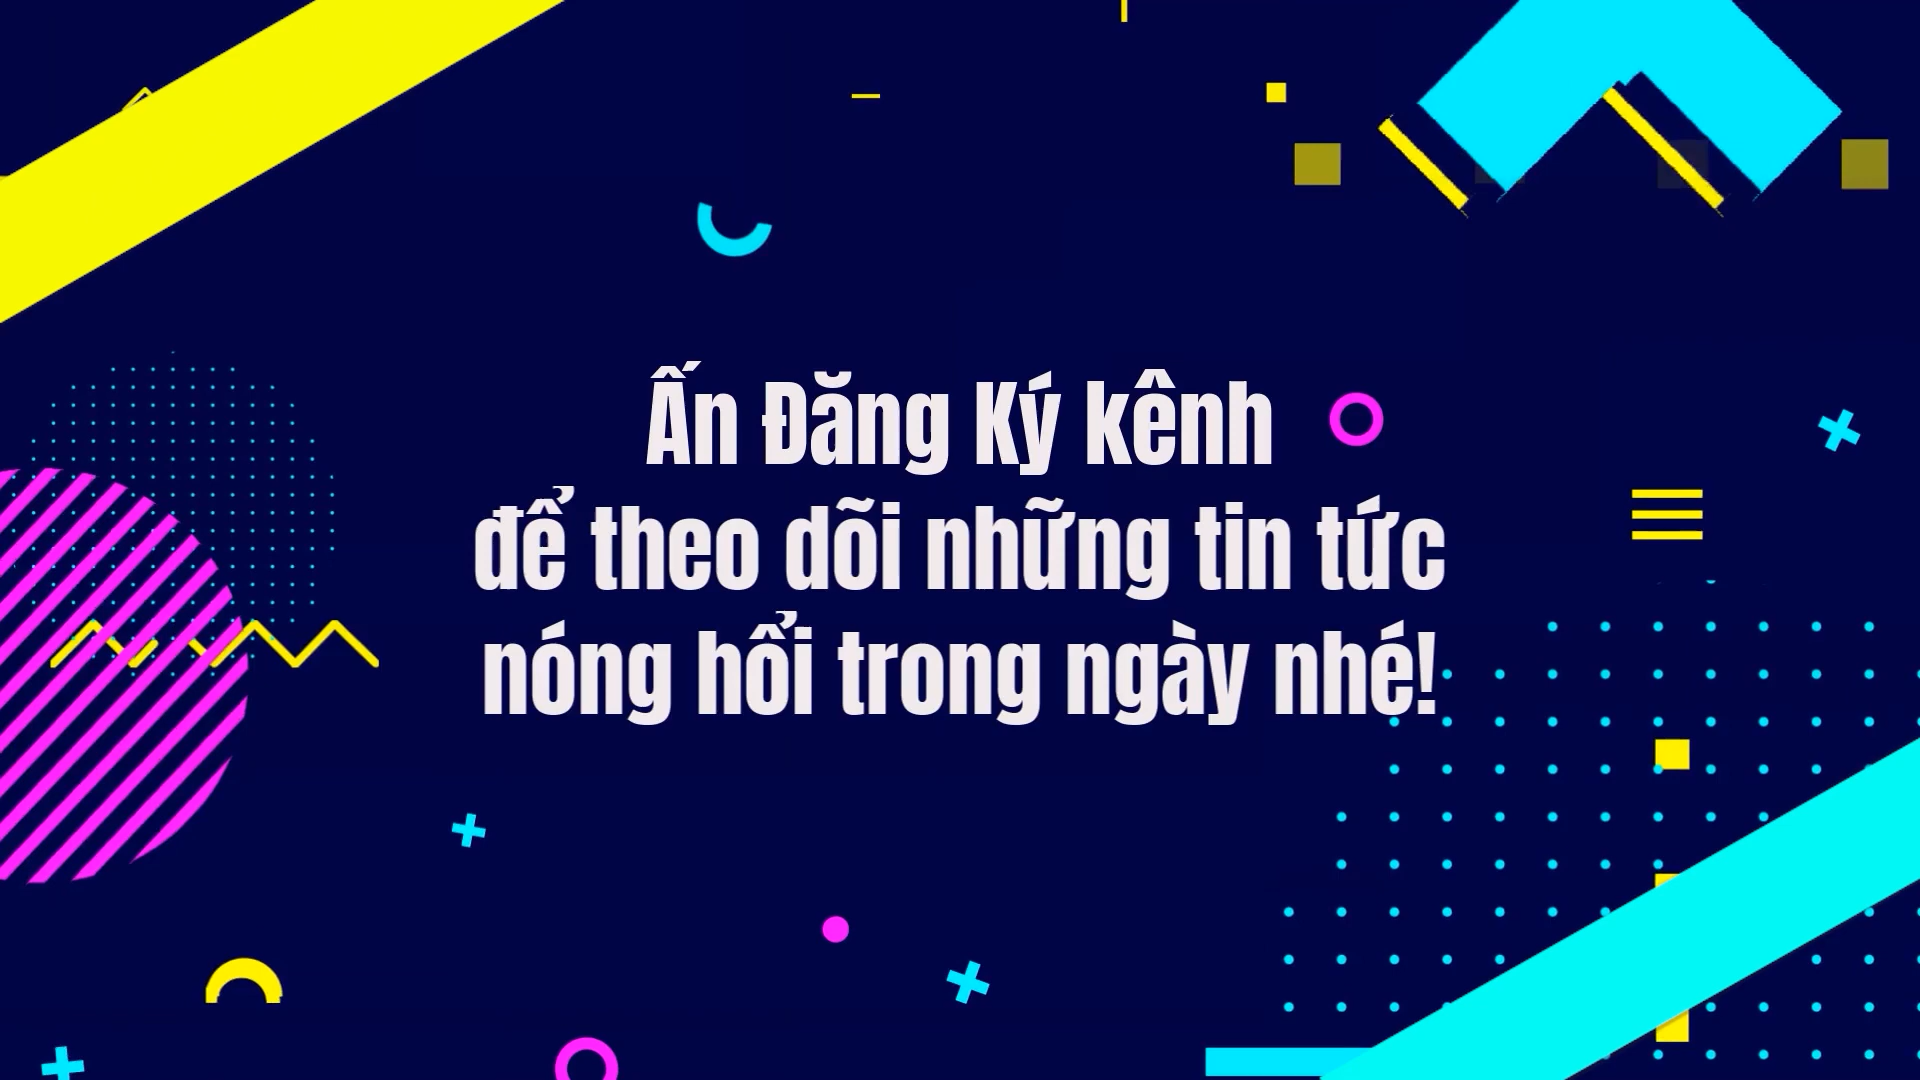 Ấn Đăng Ký kênh
để theo dõi những tin tức
nóng hổi trong ngày nhé!